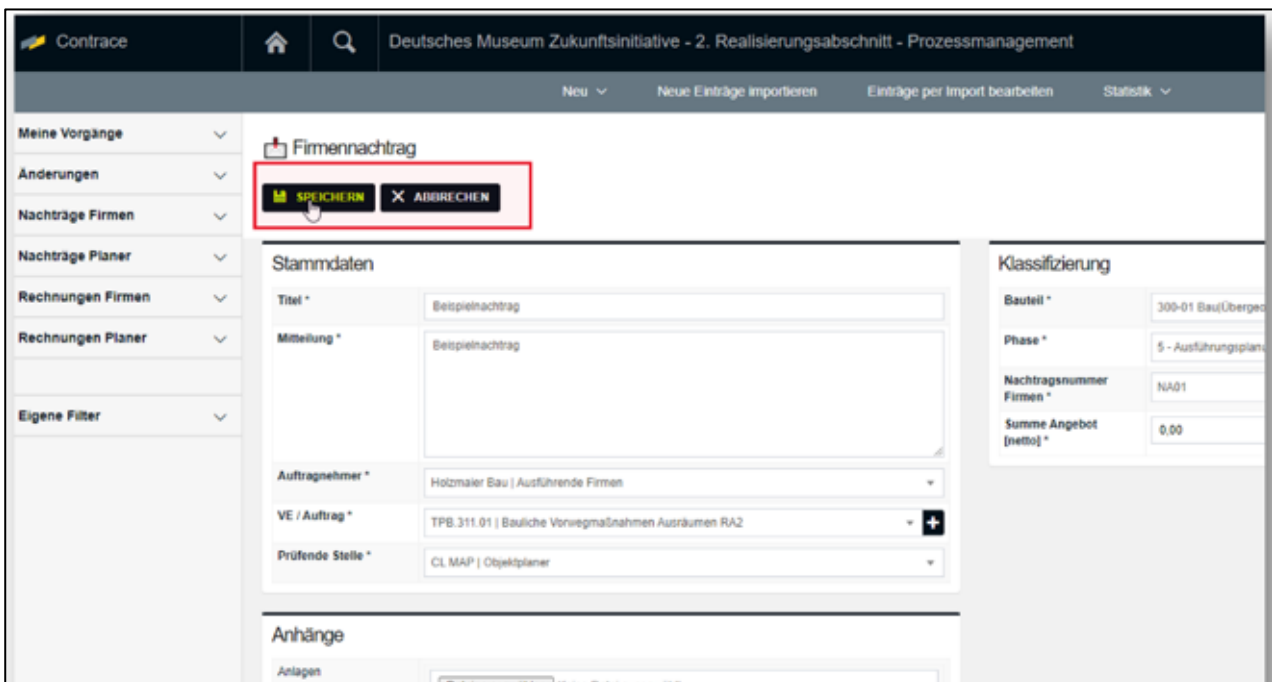 Contrace
Deutsches Museum Zukunftsinitiative - 2. Realisierungsabschnitt - Prozessmanagement
Neu Neue Einträge importieren Einträge per Import bearbeiten Statistik
Meine Vorgänge
Änderungen
Nachträge Firmen
Nachträge Planer
Rechnungen Firmen
Rechnungen Planer
Eigene Filter
Firmennachtrag
SPEICHERN ABBRECHEN
Stammdaten
Titel * Beispielnachtrag
Mitteilung * Beispielnachtrag
Auftragnehmer * Holzmaier Bau | Ausführende Firmen
VE / Auftrag * TPB.311.01 | Bauliche Vorwegmaßnahmen Ausräumen RA2
Prüfende Stelle * CL MAP | Objektplaner
Klassifizierung
Bauteil * 300-01 Bau(Übergeo
Phase * 5 - Ausführungsplanu
Nachtragsnummer
Firmen * NA01
Summe Angebot
[netto] * 0,00
Anhänge
Anlagen